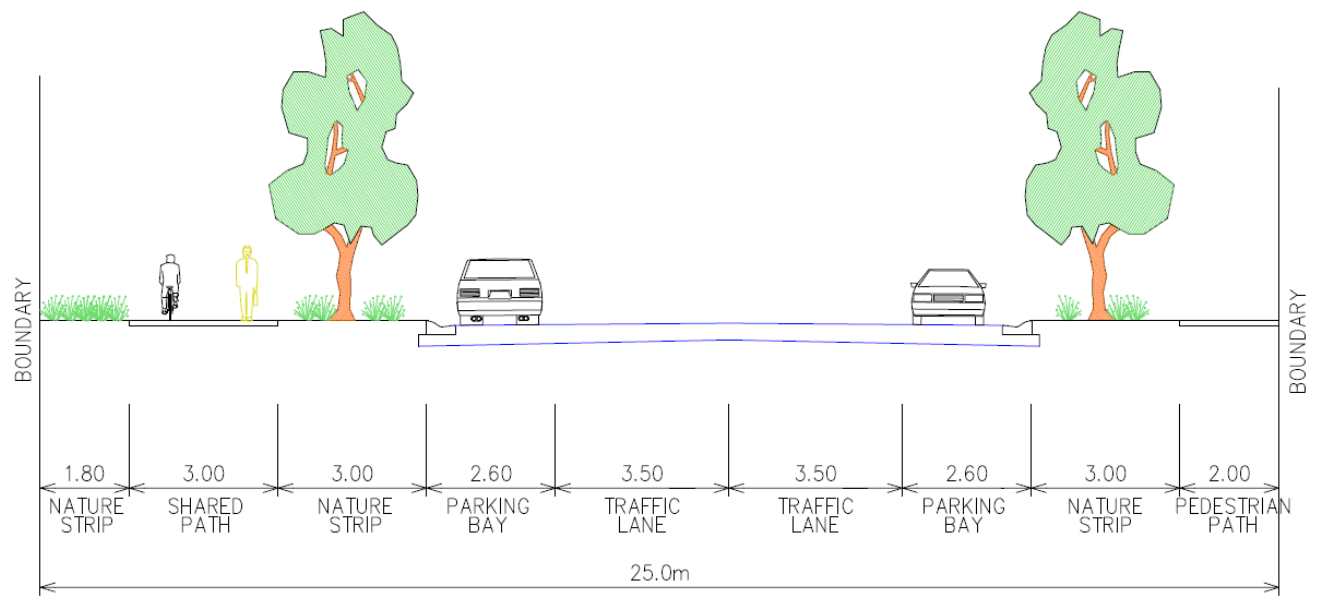 BOUNDARY
BOUNDARY
1.80 3.00 3.00 2.60 3.50 3.50 2.60 3.00 2.00
NATURE SHARED NATURE PARKING TRAFFIC TRAFFIC PARKING NATURE PEDESTRIAN
STRIP PATH STRIP BAY LANE LANE BAY STRIP PATH
25.0m